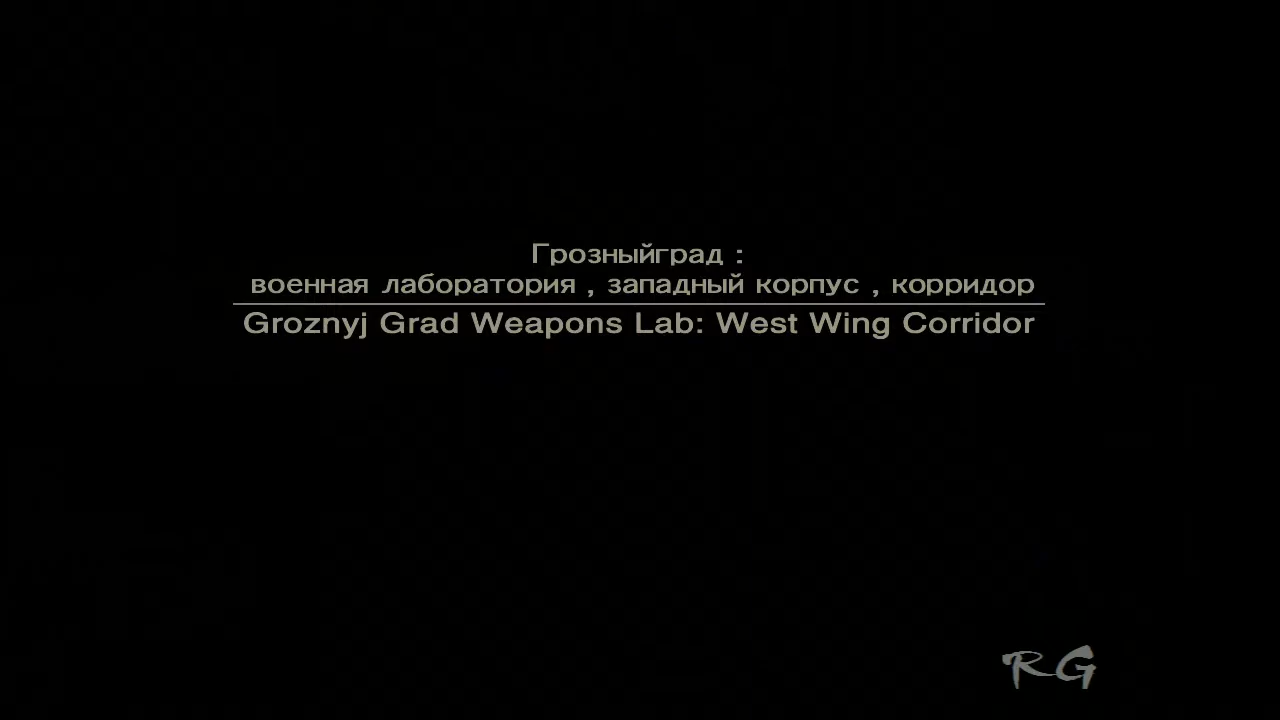 Грозныйград :
военная лаборатория , западный корпус , корридор
Groznyj Grad Weapons Lab: West Wing Corridor
RG